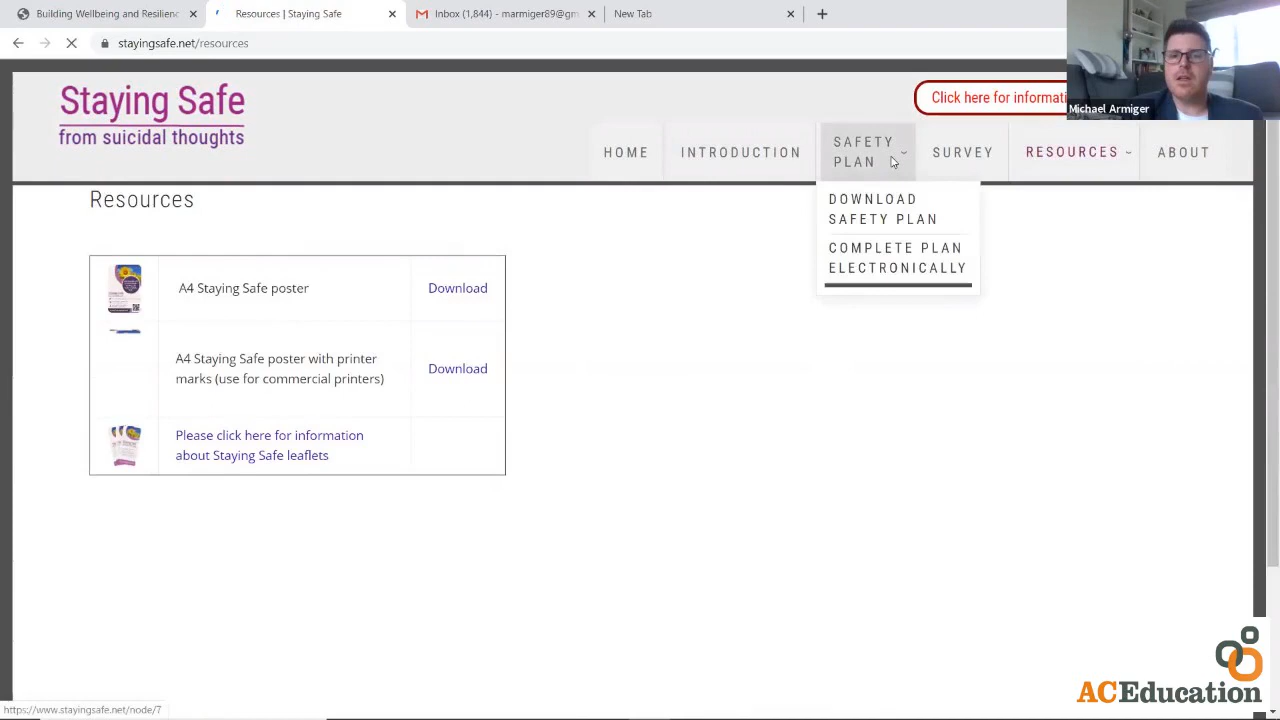 Building Wellbeing and Resilienc
Resources | Staying Safe
Inbox (1,844) - marmiger89@gm
New Tab
stayingsafe.net/resources
Staying Safe
from suicidal thoughts
Click here for informati
Michael Armiger
HOME
INTRODUCTION
SAFETY
PLAN
SURVEY
RESOURCES
ABOUT
DOWNLOAD
SAFETY PLAN
COMPLETE PLAN
ELECTRONICALLY
Resources
A4 Staying Safe poster
Download
A4 Staying Safe poster with printer
marks (use for commercial printers)
Download
Please click here for information
about Staying Safe leaflets
https://www.stayingsafe.net/node/7
ACEducation